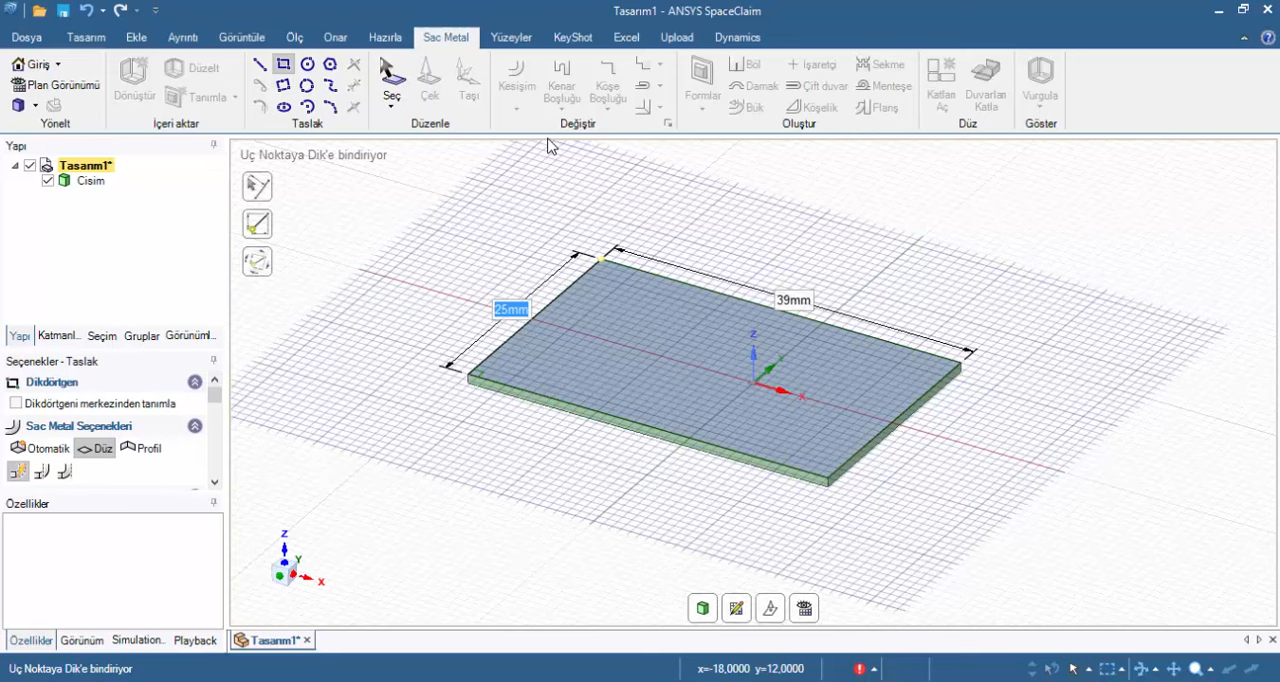 Tasarım1 - ANSYS SpaceClaim
Dosya Tasarım Ekle Ayrıntı Görüntüle Ölç Onar Hazırla Sac Metal Yüzeyler KeyShot Excel Upload Dynamics
Giriş
Plan Görünümü
Yönelt
Dönüştür
Düzelt
Tanımla
İçeri aktar
Taslak
Seç
Çek
Taşı
Düzenle
Kesişim
Kenar Boşluğu
Köşe Boşluğu
Değiştir
Formlar
Böl
İşaretçi
Sekme
Damak
Çift duvar
Menteşe
Bük
Köşelik
Flanş
Oluştur
Katlan Aç
Duvarları Katla
Düz
Vurgula
Göster
Yapı
Tasarım1*
Cisim
Yapı Katmanl... Seçim Gruplar Görünüml...
Seçenekler - Taslak
Dikdörtgen
Dikdörtgeni merkezinden tanımla
Sac Metal Seçenekleri
Otomatik Düz Profil
Özellikler
Özellikler Görünüm Simulation... Playback
Uç Noktaya Dik'e bindiriyor
25mm
39mm
Z
Y
X
Z
Y
X
Tasarım1*
Uç Noktaya Dik'e bindiriyor
x=-18,0000 y=12,0000